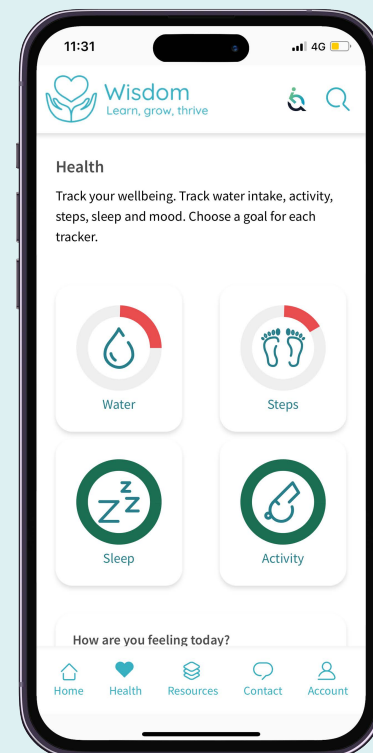 11:31
4G
Wisdom
Learn, grow, thrive
Health
Track your wellbeing. Track water intake, activity,
steps, sleep and mood. Choose a goal for each
tracker.
Water
Steps
Sleep
Activity
How are you feeling today?
Home
Health
Resources
Contact
Account